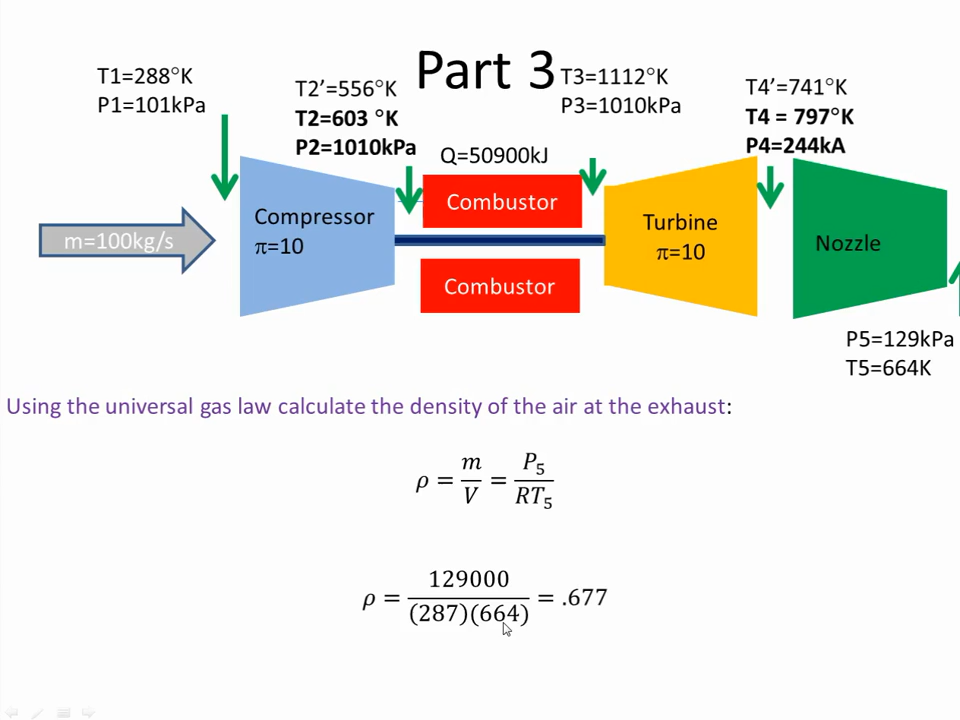 Part 3
T1=288°K
P1=101kPa
T2'=556°K
T2=603 °K
P2=1010kPa
Q=50900kJ
T3=1112°K
P3=1010kPa
T4’=741°K
T4 = 797°K
P4=244kA
m=100kg/s
Compressor
π=10
Combustor
Combustor
Turbine
π=10
Nozzle
P5=129kPa
T5=664K
Using the universal gas law calculate the density of the air at the exhaust:
ρ = m/V = P₅/RT₅
ρ = 129000/(287)(664) = .677